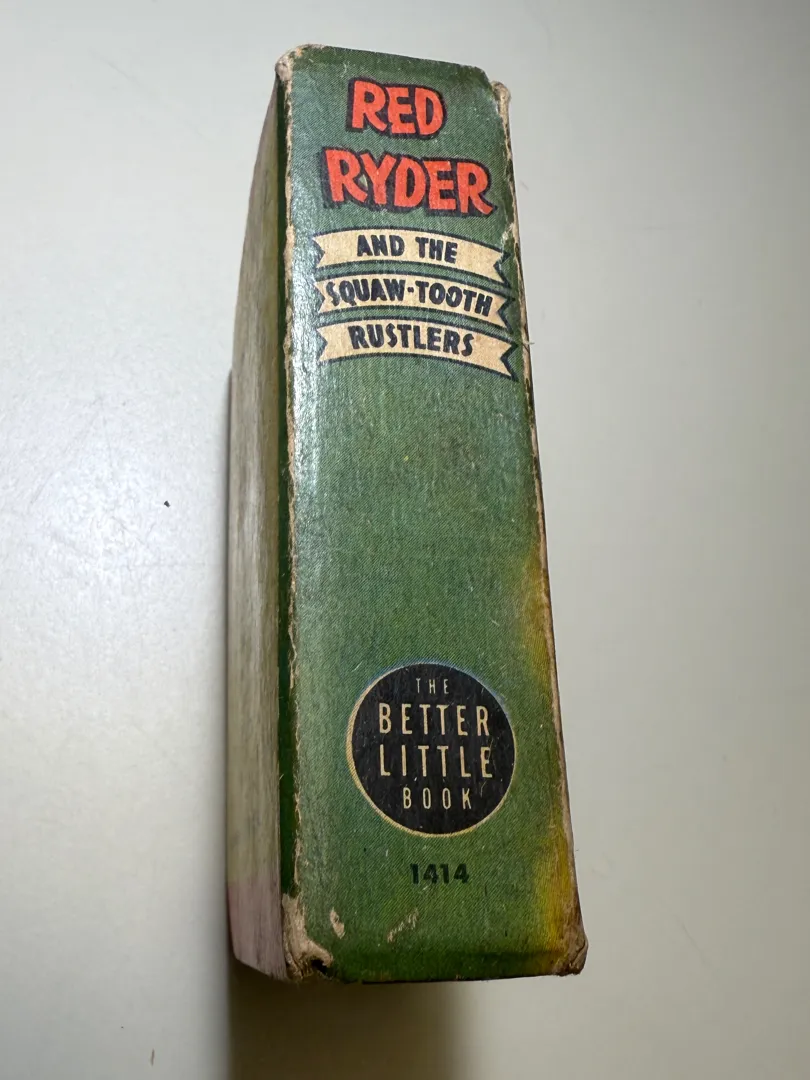 RED
RYDER
AND THE
SQUAW-TOOTH
RUSTLERS
THE
BETTER
LITTLE
BOOK
1414